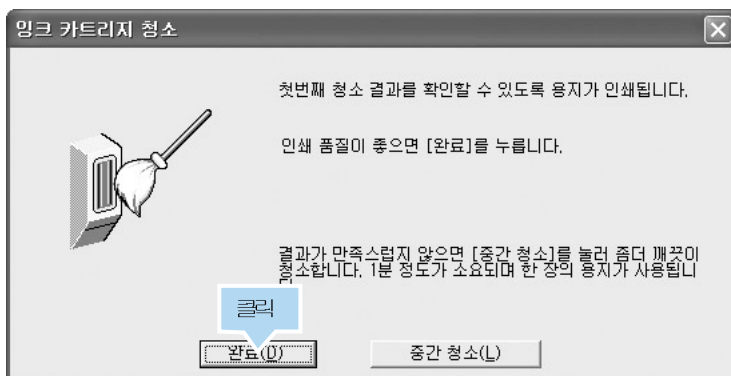 잉크 카트리지 청소
첫번째 청소 결과를 확인할 수 있도록 용지가 인쇄됩니다.
인쇄 품질이 좋으면 [완료]를 누릅니다.
결과가 만족스럽지 않으면 [중간 청소]를 눌러 좀더 깨끗이
청소합니다. 1분 정도가 소요되며 한 장의 용지가 사용됩니
클릭
완료(D)
중간 청소(L)